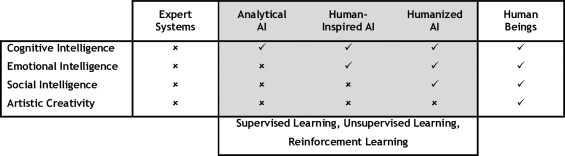 Expert Systems Analytical AI Human-Inspired AI Humanized AI Human Beings
Cognitive Intelligence × ✓ ✓ ✓ ✓
Emotional Intelligence × × ✓ ✓ ✓
Social Intelligence × × × ✓ ✓
Artistic Creativity × × × × ✓
Supervised Learning, Unsupervised Learning,
Reinforcement Learning